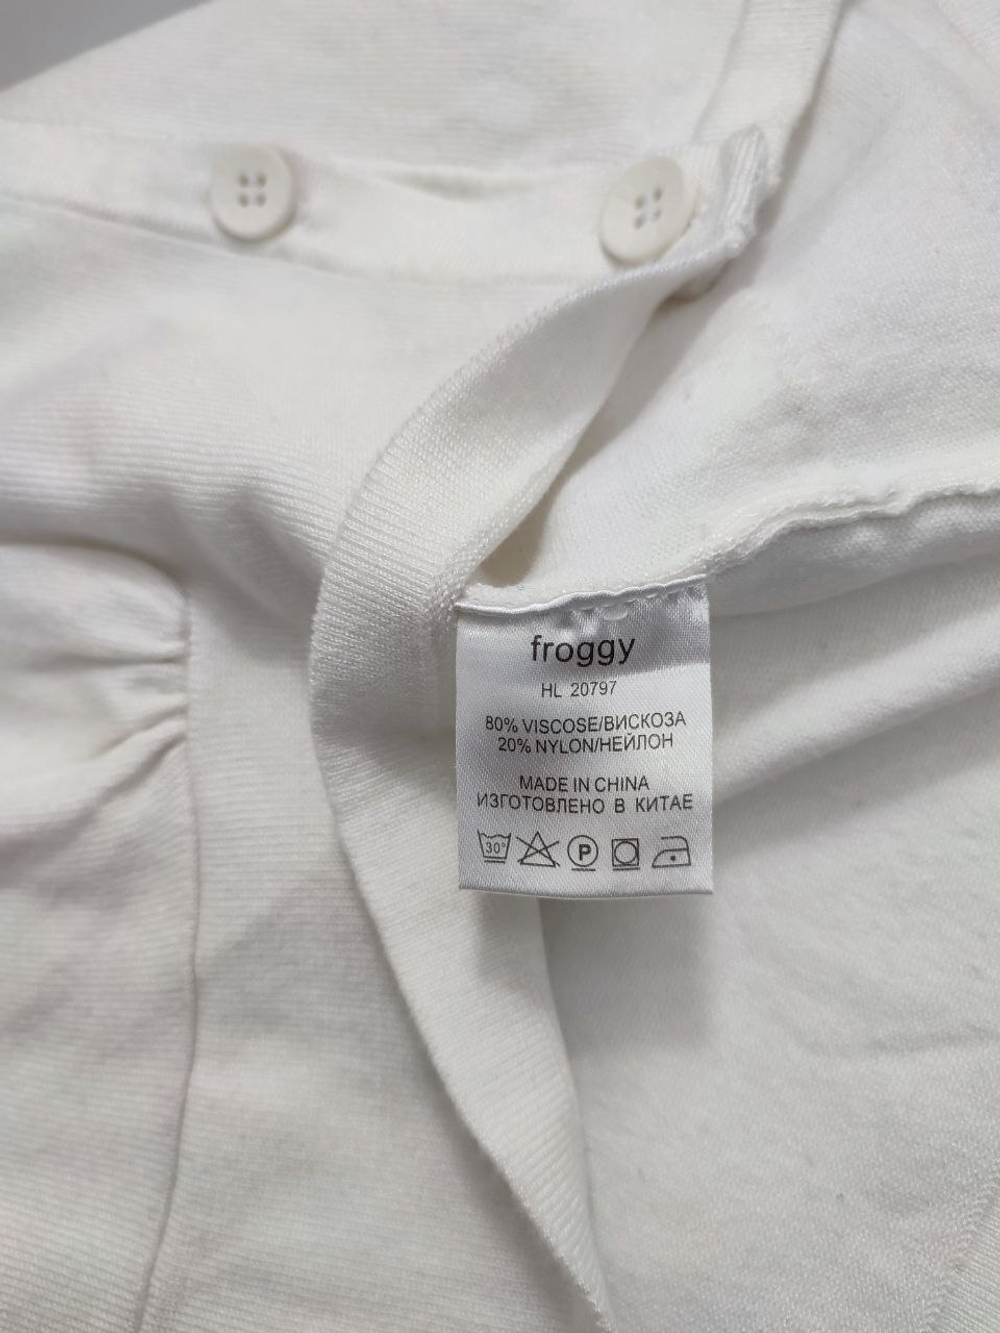 froggy
HL 20797
80% VISCOSE/ВИСКОЗА
20% NYLON/НЕЙЛОН
MADE IN CHINA
ИЗГОТОВЛЕНО В КИТАЕ
30° P